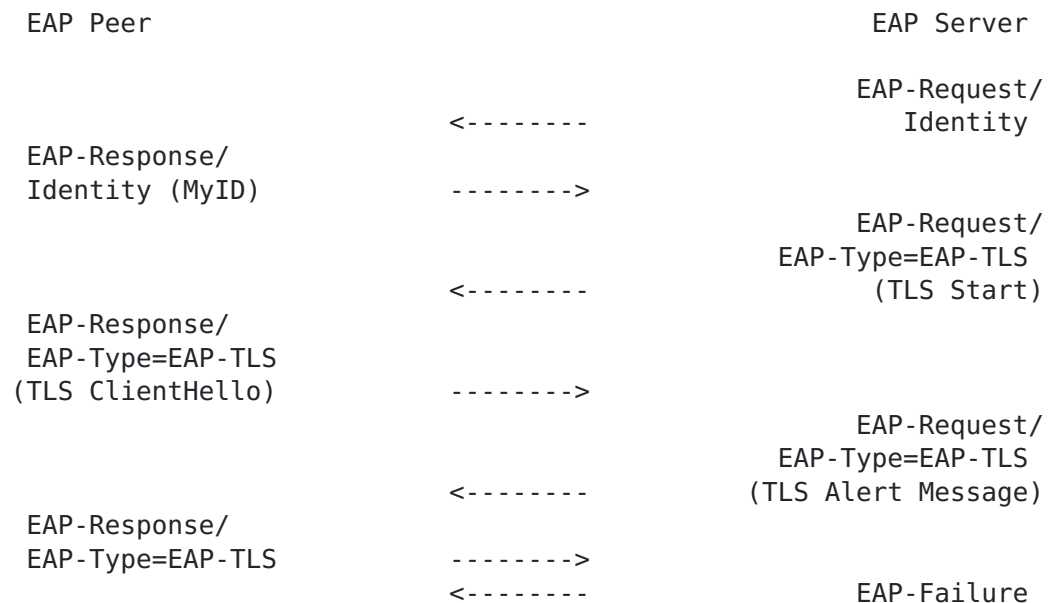 EAP Peer                                              EAP Server
EAP-Request/
<--------                    Identity
EAP-Response/
Identity (MyID)            -------->
EAP-Request/
EAP-Type=EAP-TLS
<--------                  (TLS Start)
EAP-Response/
EAP-Type=EAP-TLS
(TLS ClientHello)           -------->
EAP-Request/
EAP-Type=EAP-TLS
<--------          (TLS Alert Message)
EAP-Response/
EAP-Type=EAP-TLS           -------->
<--------                 EAP-Failure